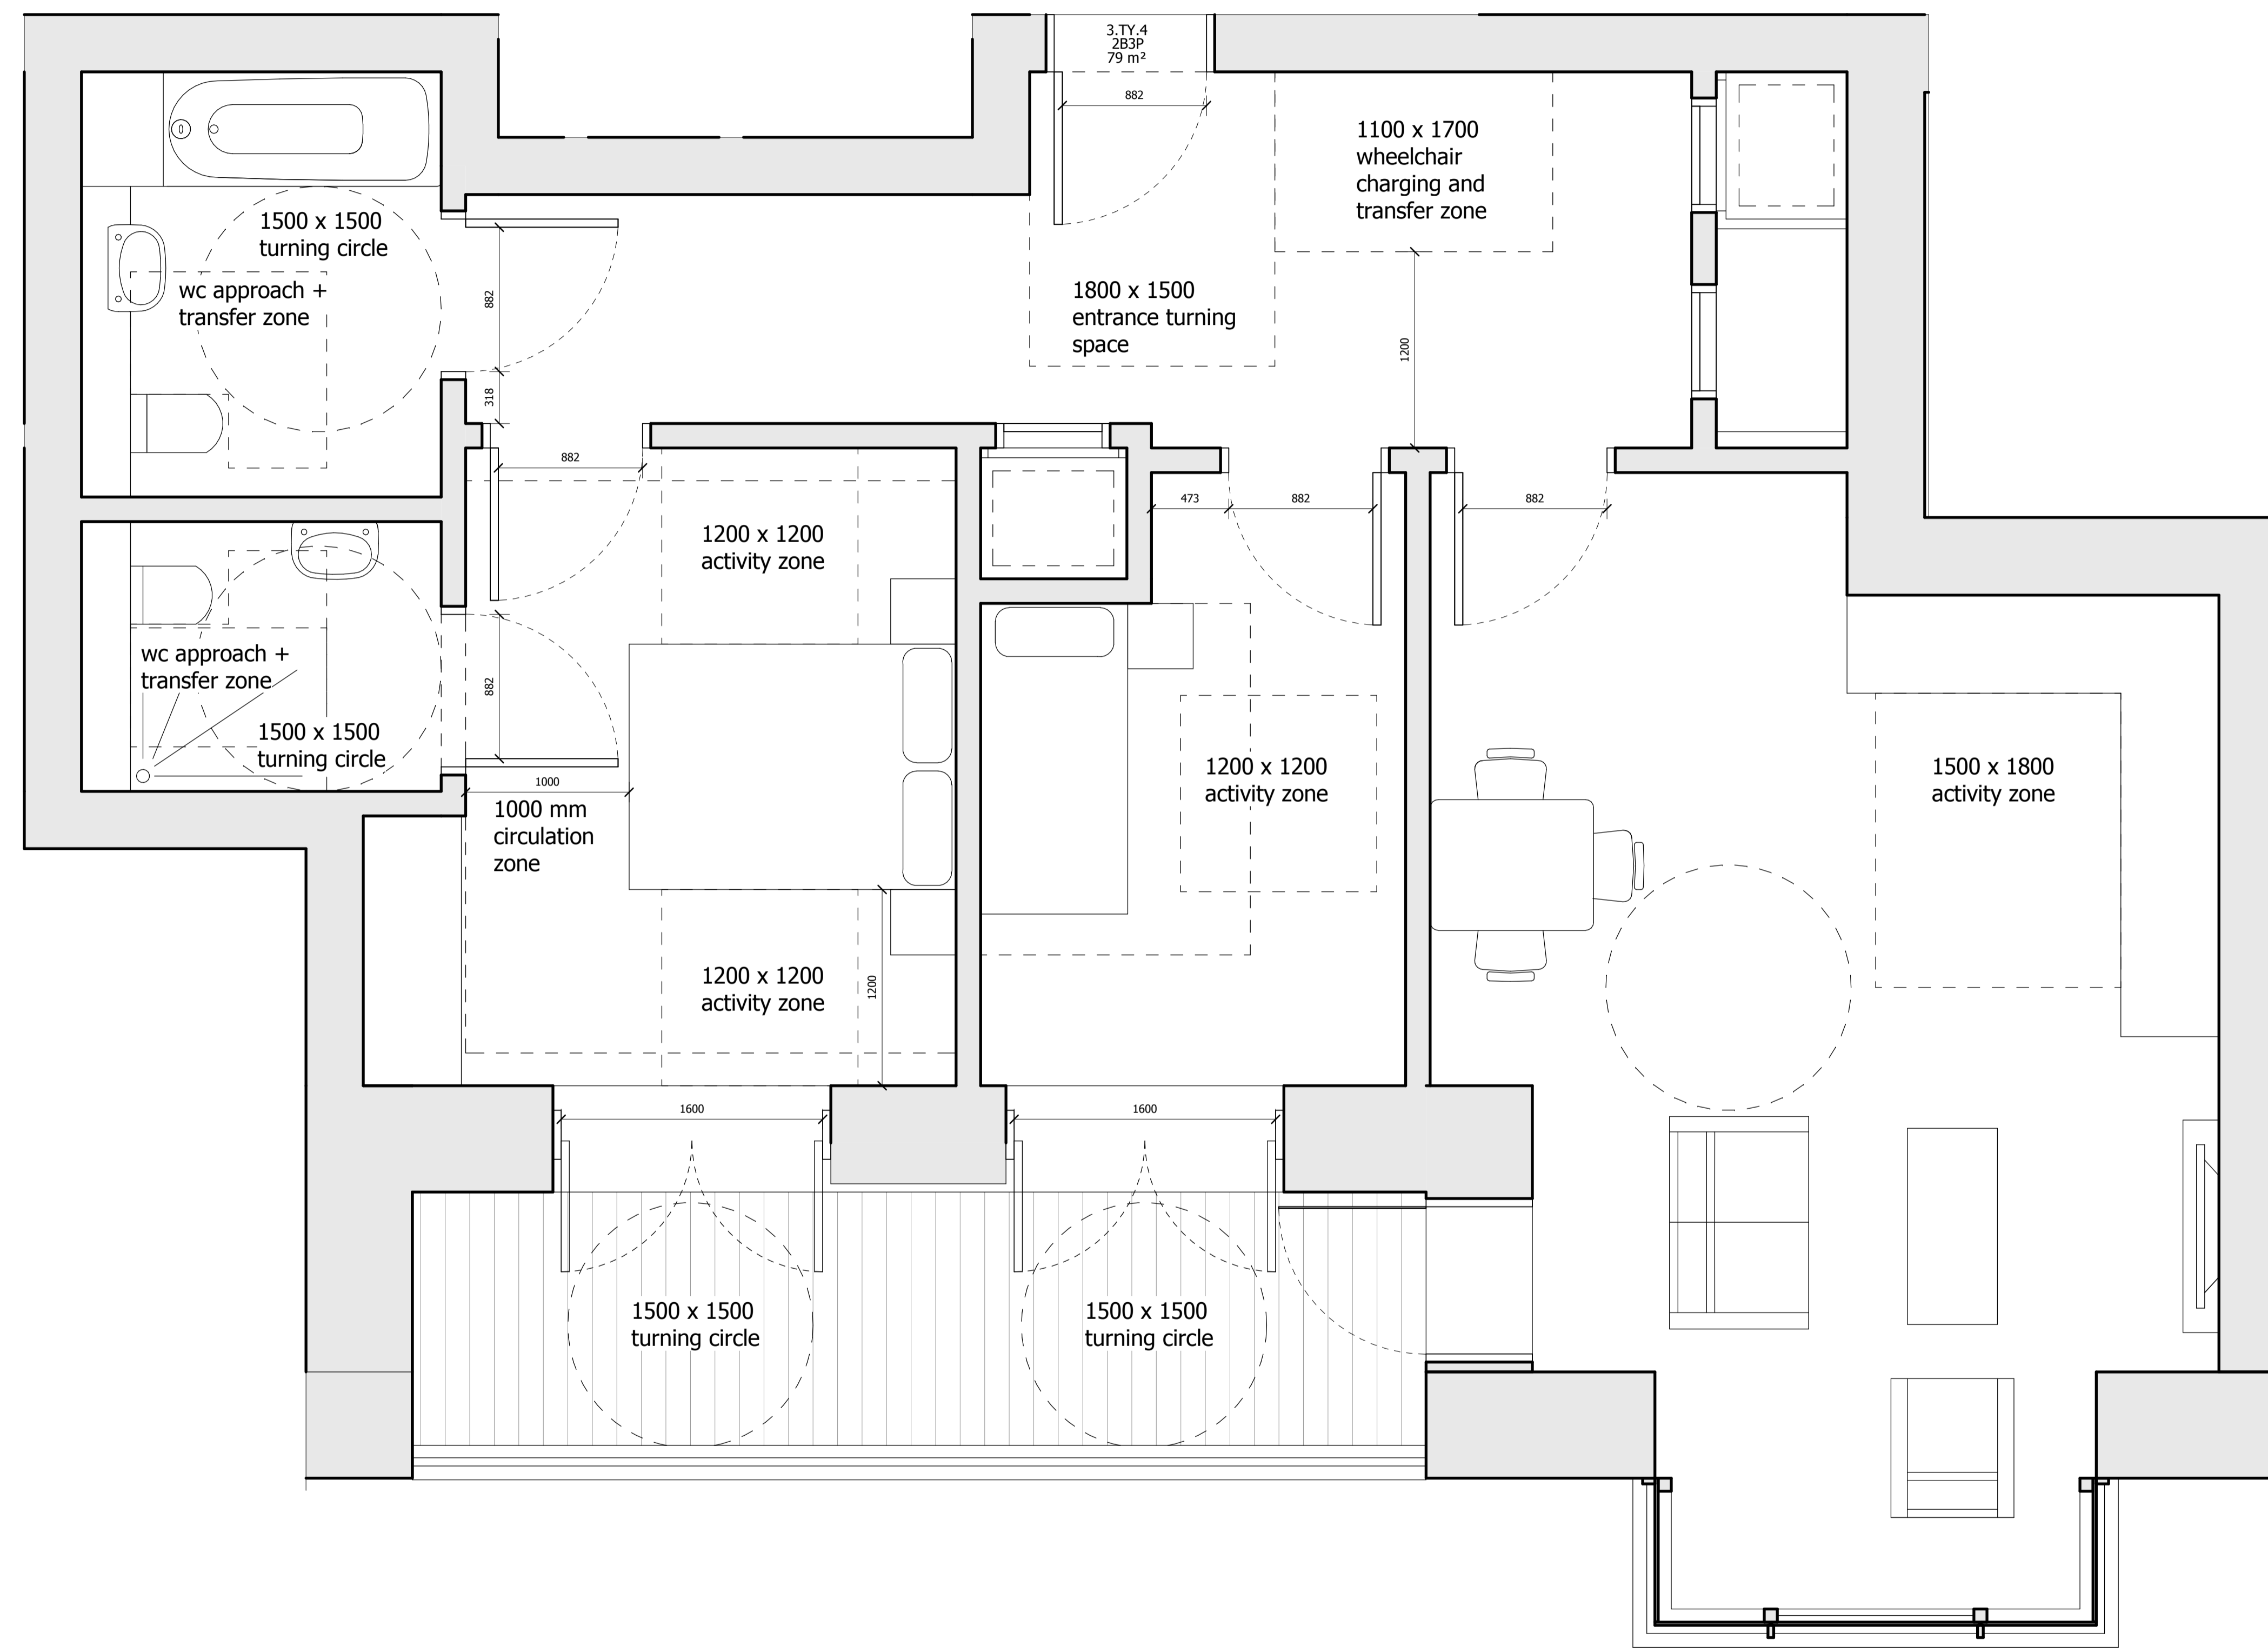 3.TY.4
2B3P
79 m²
882
1100 x 1700
wheelchair
charging and
transfer zone
1500 x 1500
turning circle
wc approach +
transfer zone
882
318
1800 x 1500
entrance turning
space
1200
882
473
882
882
1200 x 1200
activity zone
wc approach +
transfer zone
882
1500 x 1500
turning circle
1000
1000 mm
circulation
zone
1200 x 1200
activity zone
1500 x 1800
activity zone
1200 x 1200
activity zone
1200
1600
1600
1500 x 1500
turning circle
1500 x 1500
turning circle